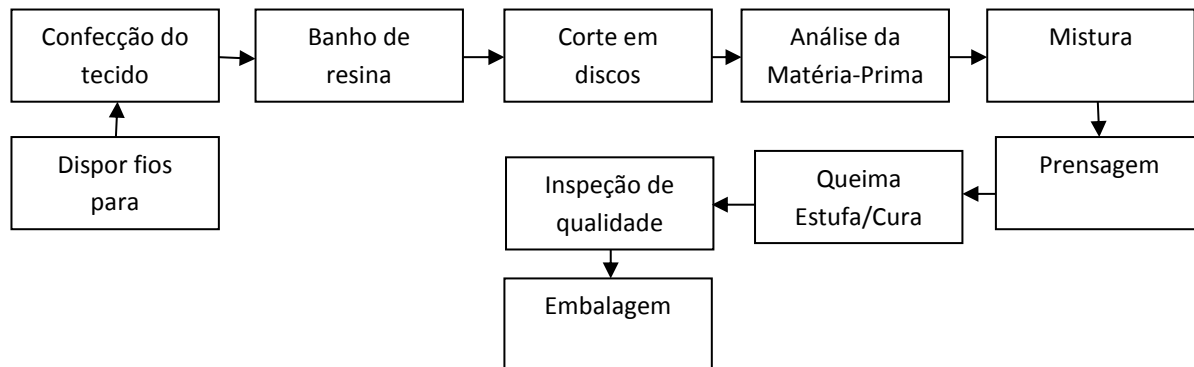 Confecção do
tecido
Banho de
resina
Corte em
discos
Análise da
Matéria-Prima
Mistura
Dispor fios
para
Inspeção de
qualidade
Queima
Estufa/Cura
Prensagem
Embalagem